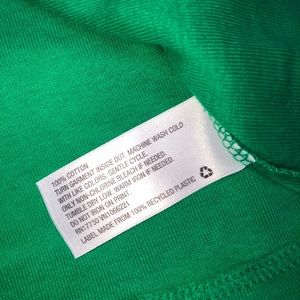 100% COTTON
TURN GARMENT INSIDE OUT. MACHINE WASH COLD
WITH LIKE COLORS, GENTLE CYCLE.
ONLY NON-CHLORINE BLEACH IF NEEDED.
TUMBLE DRY LOW. WARM IRON IF NEEDED.
DO NOT IRON ON PRINT.
RN17730 VN1066221
LABEL MADE FROM 100% RECYCLED PLASTIC